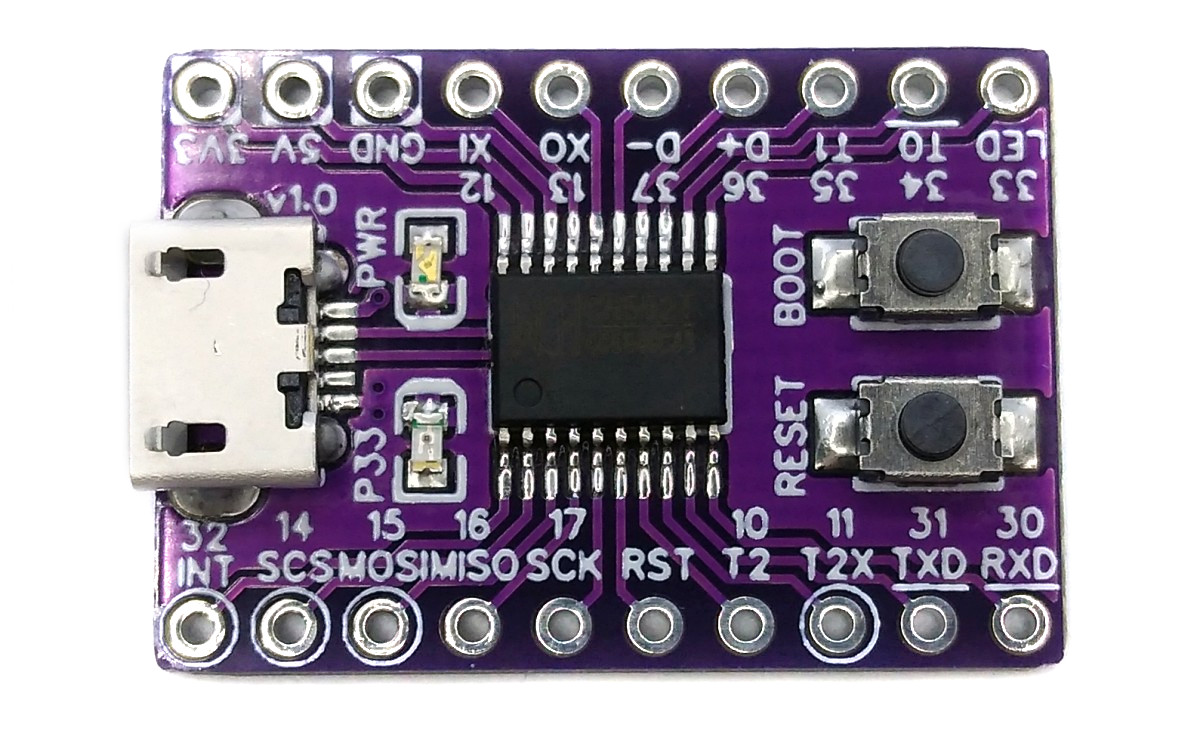 3V3 5V GND XI XO D- D+ T1 T0 LED
12 13 37 36 35 34 33
v1.0
PWR
BOOT
P33
RESET
32 14 15 16 17 10 11 31 30
INT SCS MOSI MISO SCK RST T2 T2X TXD RXD